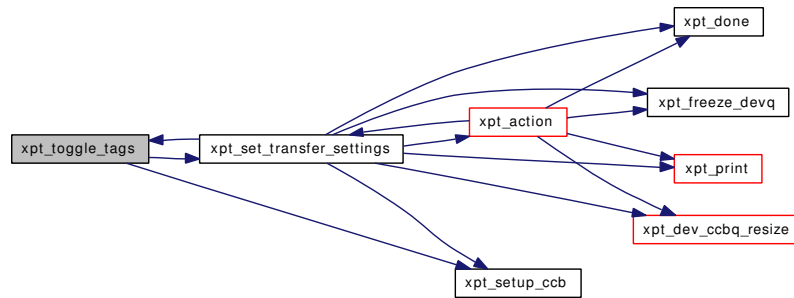 xpt_done
xpt_freeze_devq
xpt_action
xpt_toggle_tags
xpt_set_transfer_settings
xpt_print
xpt_dev_ccbq_resize
xpt_setup_ccb